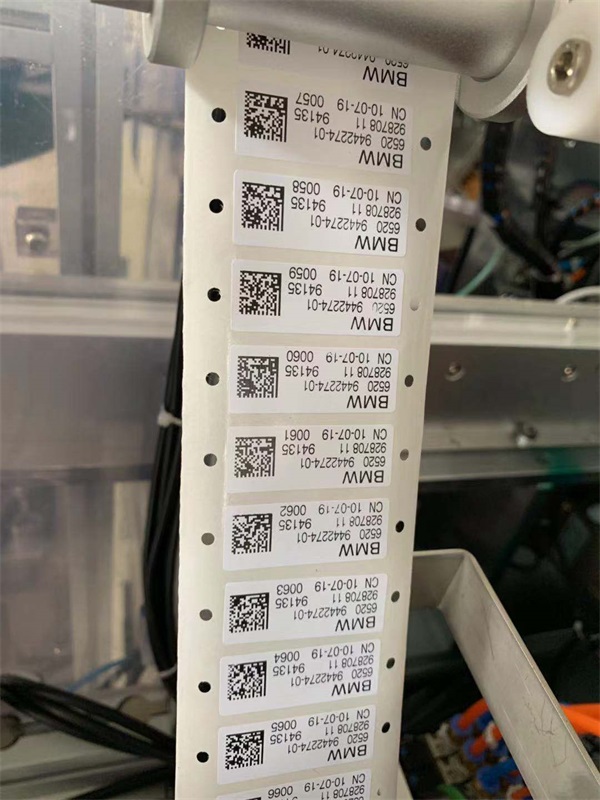 BMW
6520 9442274-01
BMW
6520 9442274-01
928708 11 94135
CN 10-07-19 0057
BMW
6520 9442274-01
928708 11 94135
CN 10-07-19 0058
BMW
6520 9442274-01
928708 11 94135
CN 10-07-19 0059
BMW
6520 9442274-01
928708 11 94135
CN 10-07-19 0060
BMW
6520 9442274-01
928708 11 94135
CN 10-07-19 0061
BMW
6520 9442274-01
928708 11 94135
CN 10-07-19 0062
BMW
6520 9442274-01
928708 11 94135
CN 10-07-19 0063
BMW
6520 9442274-01
928708 11 94135
CN 10-07-19 0064
BMW
6520 9442274-01
928708 11 94135
CN 10-07-19 0065
CN 10-07-19 0066